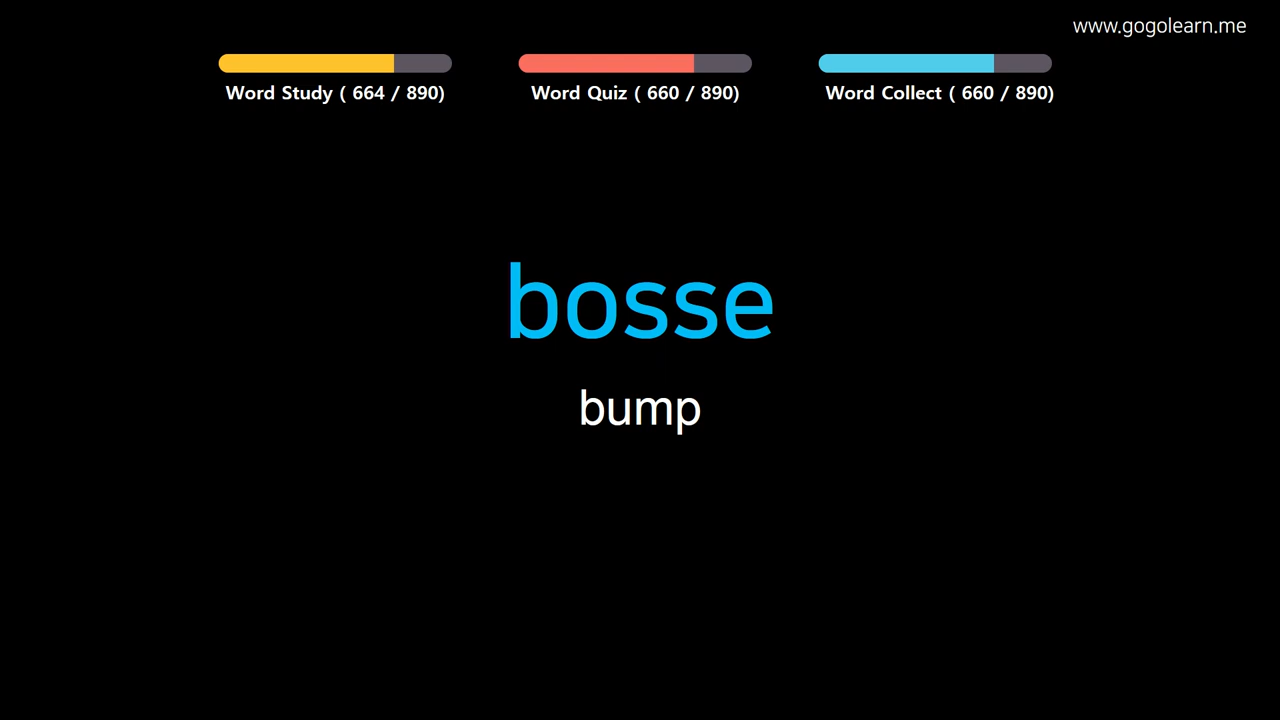 www.gogolearn.me
Word Study ( 664 / 890)
Word Quiz ( 660 / 890)
Word Collect ( 660 / 890)
bosse
bump